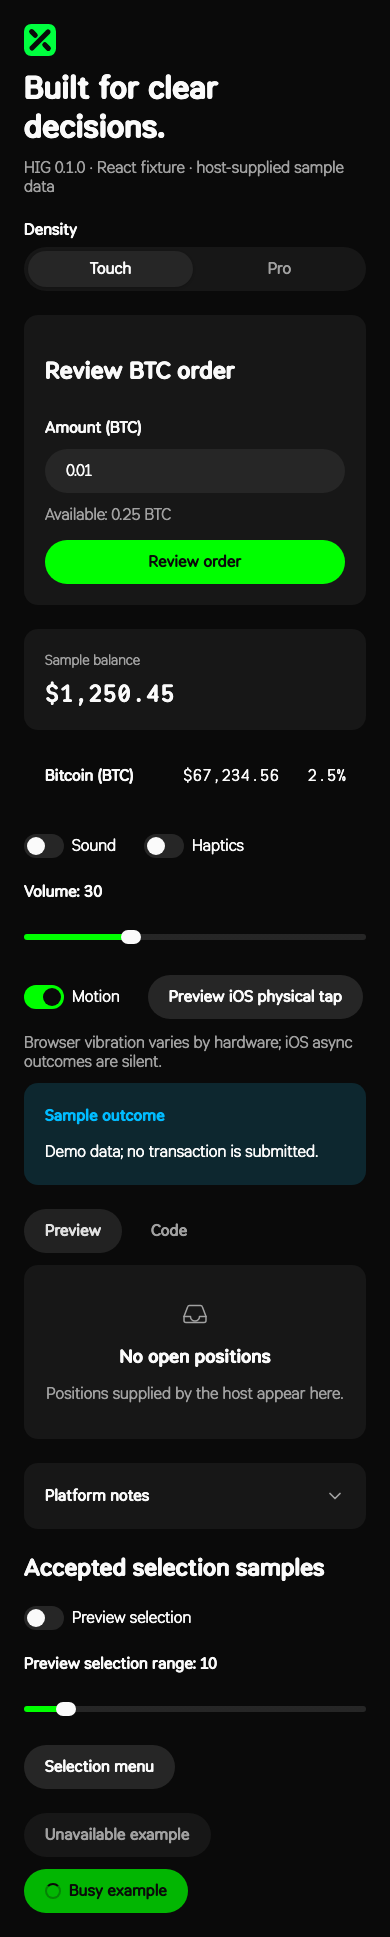 Built for clear
decisions.
HIG 0.1.0 · React fixture · host-supplied sample
data
Density
Touch
Pro
Review BTC order
Amount (BTC)
0.01
Available: 0.25 BTC
Review order
Sample balance
$1,250.45
Bitcoin (BTC) $67,234.56 2.5%
Sound Haptics
Volume: 30
Motion Preview iOS physical tap
Browser vibration varies by hardware; iOS async
outcomes are silent.
Sample outcome
Demo data; no transaction is submitted.
Preview Code
No open positions
Positions supplied by the host appear here.
Platform notes
Accepted selection samples
Preview selection
Preview selection range: 10
Selection menu
Unavailable example
Busy example